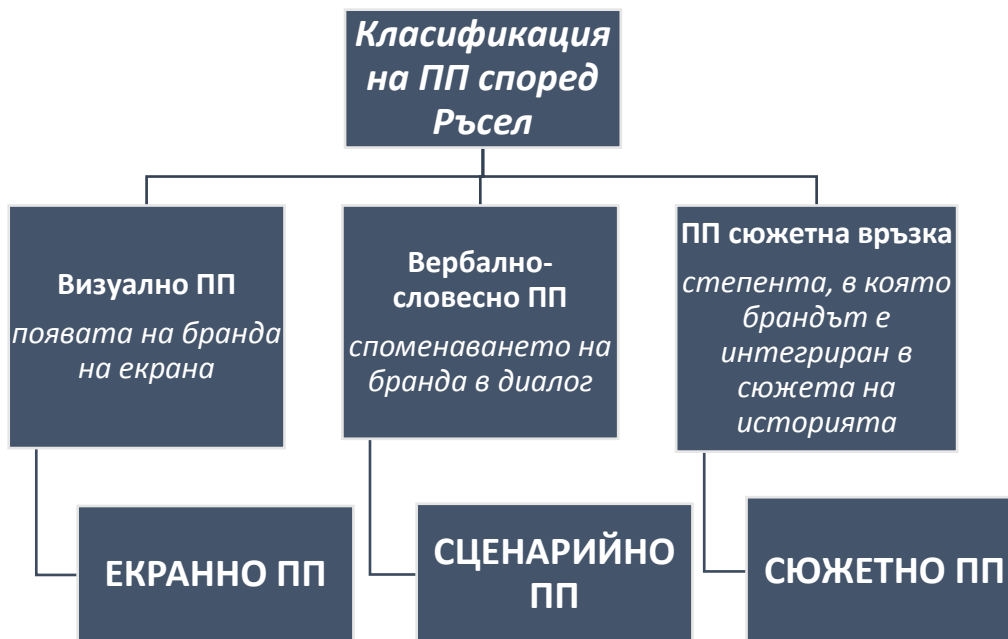 Класификация
на ПП според
Ръсел
Визуално ПП
появата на бранда
на екрана
Вербално-
словесно ПП
споменаването на
бранда в диалог
ПП сюжетна връзка
степента, в която
брандът е
интегриран в
сюжета на
историята
ЕКРАННО ПП
СЦЕНАРИЙНО
ПП
СЮЖЕТНО ПП